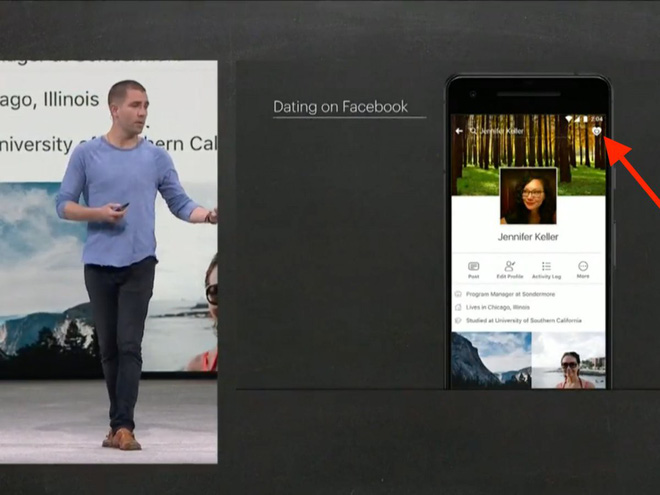 ago, Illinois
niversity of Southern Cal
Dating on Facebook
2:04
Jennifer Keller
Jennifer Keller
Post
Edit Profile
Activity Log
More
Program Manager at Sondermore
Lives in Chicago, Illinois
Studied at University of Southern California